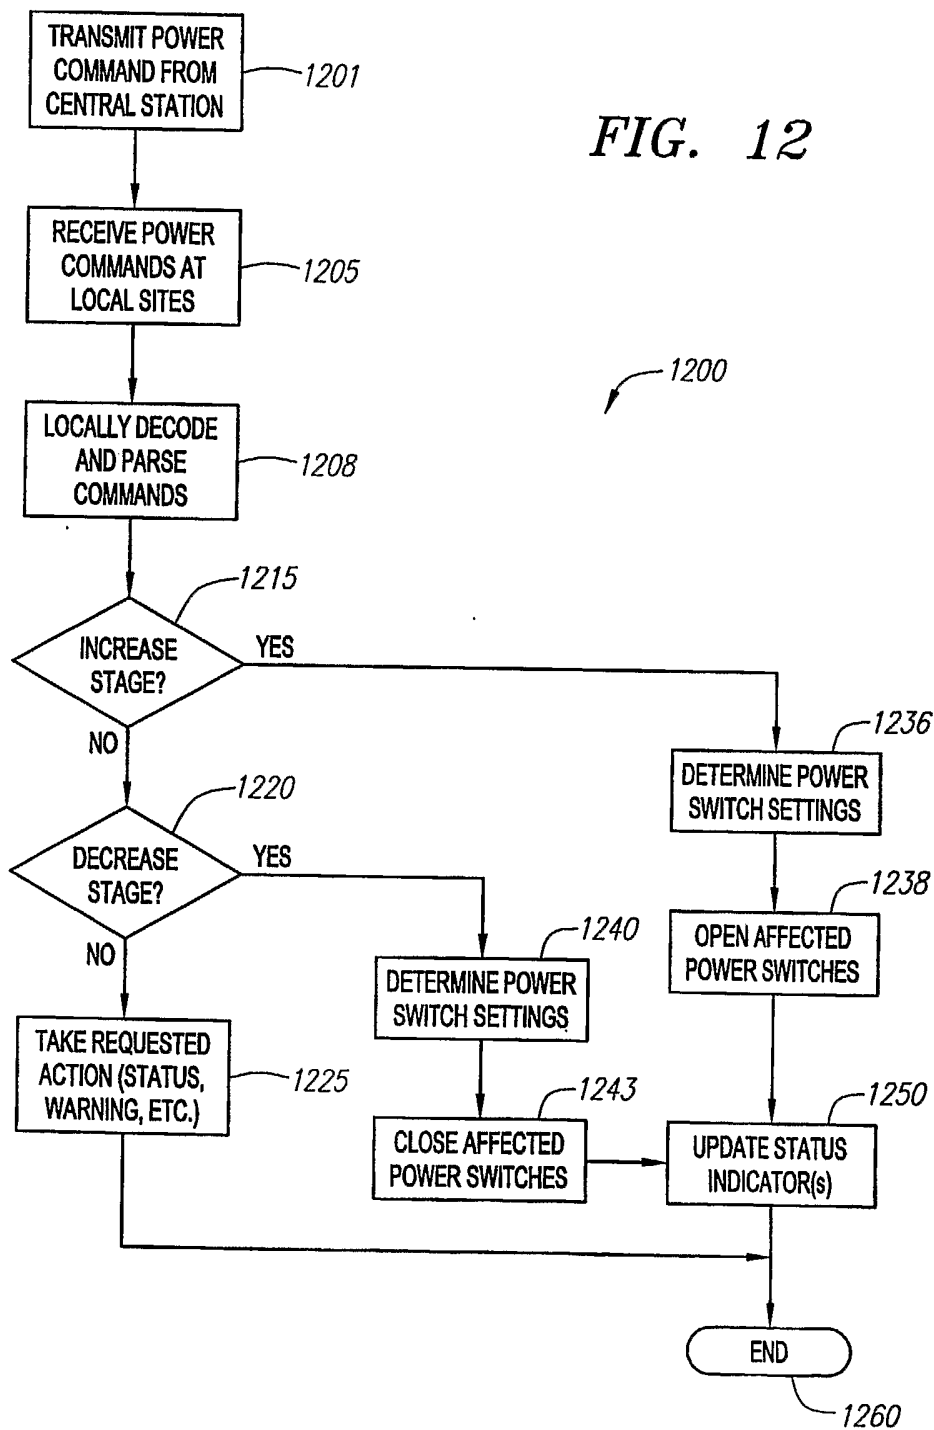 TRANSMIT POWER
COMMAND FROM
CENTRAL STATION
1201
FIG. 12
RECEIVE POWER
COMMANDS AT
LOCAL SITES
1205
1200
LOCALLY DECODE
AND PARSE
COMMANDS
1208
1215
INCREASE
STAGE?
YES
NO
1236
DETERMINE POWER
SWITCH SETTINGS
1220
DECREASE
STAGE?
YES
NO
1238
OPEN AFFECTED
POWER SWITCHES
1240
DETERMINE POWER
SWITCH SETTINGS
TAKE REQUESTED
ACTION (STATUS,
WARNING, ETC.)
1225
1243
CLOSE AFFECTED
POWER SWITCHES
1250
UPDATE STATUS
INDICATOR(s)
END
1260